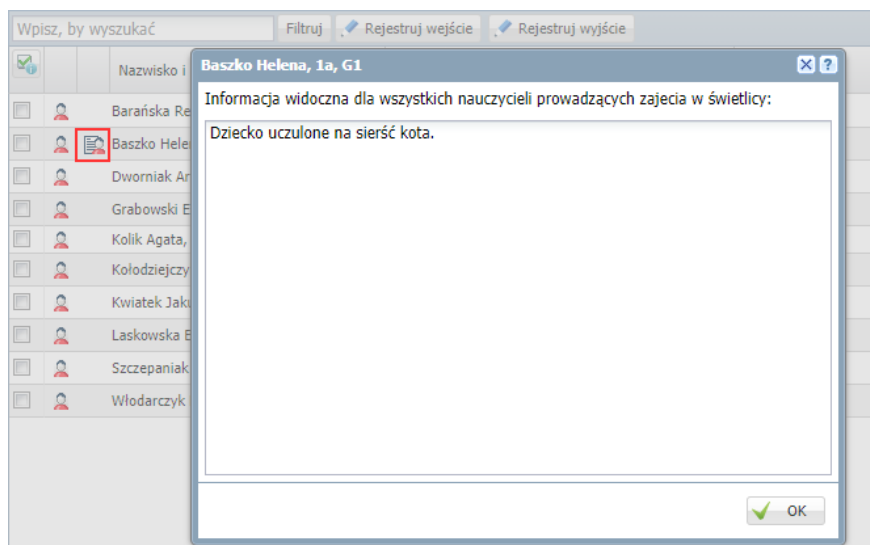 Wpisz, by wyszukać Filtruj Rejestruj wejście Rejestruj wyjście
Nazwisko i
Baszko Helena, 1a, G1
Informacja widoczna dla wszystkich nauczycieli prowadzących zajecia w świetlicy:
Dziecko uczulone na sierść kota.
Barańska Re
Baszko Hele
Dworniak Ar
Grabowski E
Kolik Agata,
Kołodziejczy
Kwiatek Jaku
Laskowska E
Szczepaniak
Włodarczyk
OK